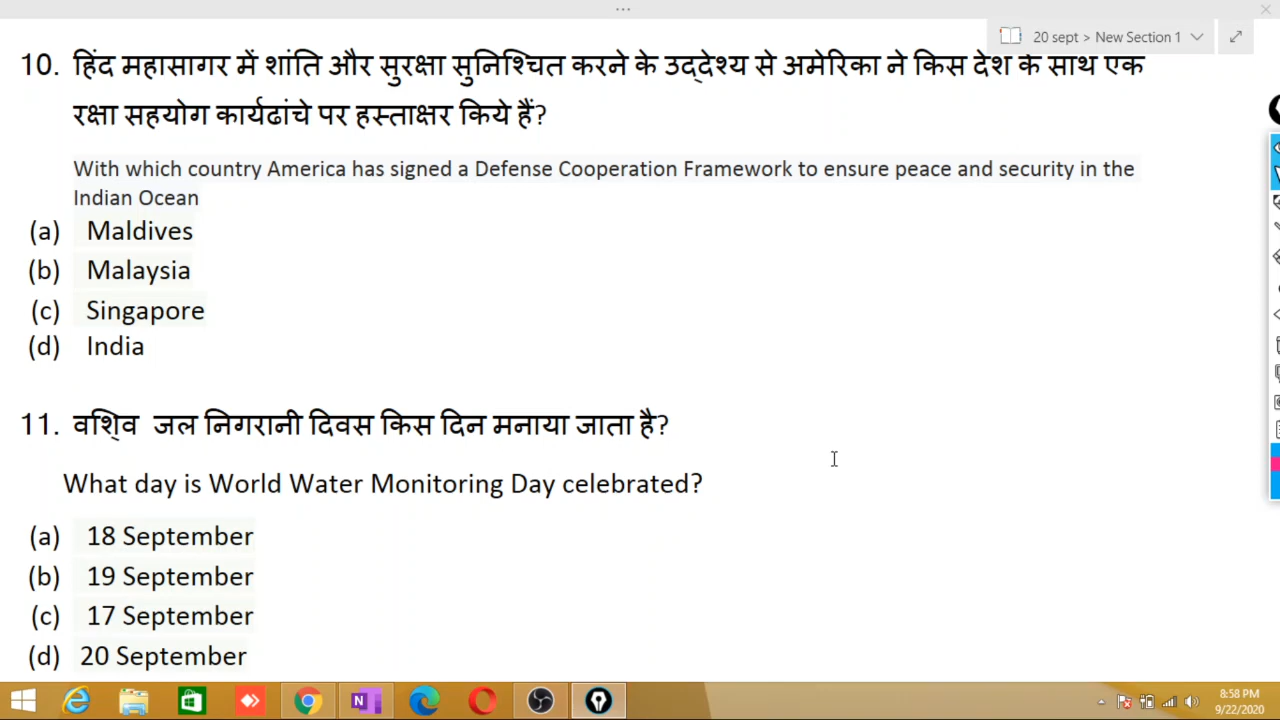 ...
20 sept > New Section 1
10. हिंद महासागर में शांति और सुरक्षा सुनिश्चित करने के उद्देश्य से अमेरिका ने किस देश के साथ एक
रक्षा सहयोग कार्यढांचे पर हस्ताक्षर किये हैं?
With which country America has signed a Defense Cooperation Framework to ensure peace and security in the
Indian Ocean
(a) Maldives
(b) Malaysia
(c) Singapore
(d) India
11. वशि्व जल निगरानी दिवस किस दिन मनाया जाता है?
What day is World Water Monitoring Day celebrated?
(a) 18 September
(b) 19 September
(c) 17 September
(d) 20 September
8:58 PM
9/22/2020